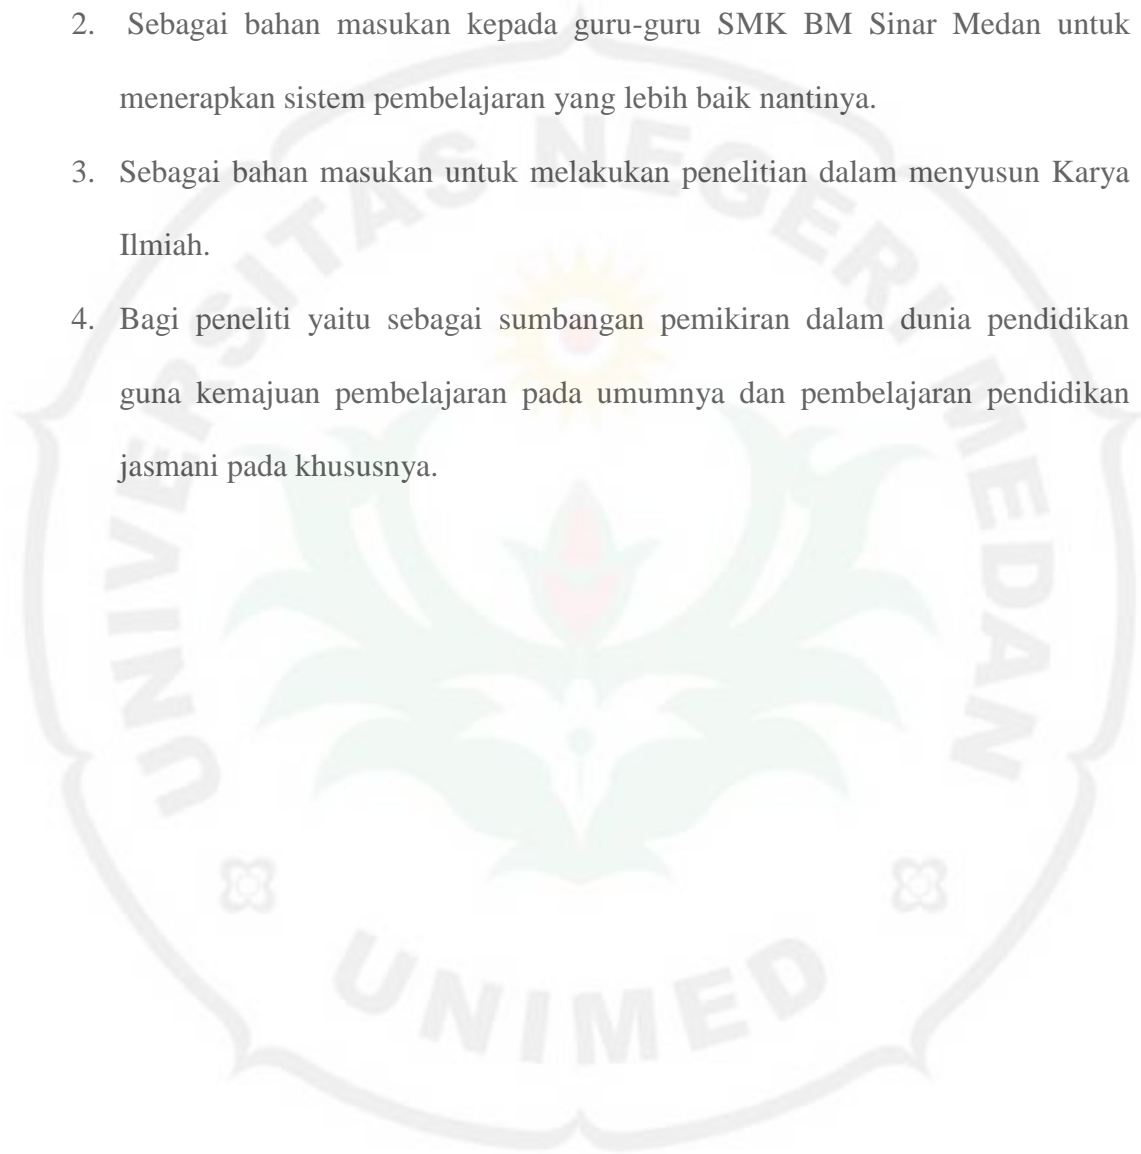 2. Sebagai bahan masukan kepada guru-guru SMK BM Sinar Medan untuk
menerapkan sistem pembelajaran yang lebih baik nantinya.
3. Sebagai bahan masukan untuk melakukan penelitian dalam menyusun Karya
Ilmiah.
4. Bagi peneliti yaitu sebagai sumbangan pemikiran dalam dunia pendidikan
guna kemajuan pembelajaran pada umumnya dan pembelajaran pendidikan
jasmani pada khususnya.
UNIVERSITAS NEGERI MEDAN
UNIMED